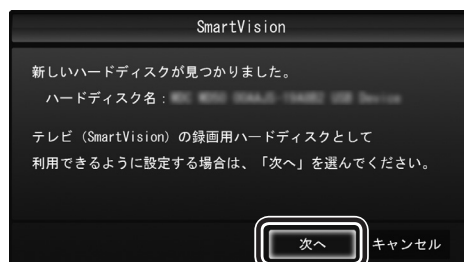 SmartVision
新しいハードディスクが見つかりました。
ハードディスク名：
テレビ（SmartVision）の録画用ハードディスクとして
利用できるように設定する場合は、「次へ」を選んでください。
次へ
キャンセル